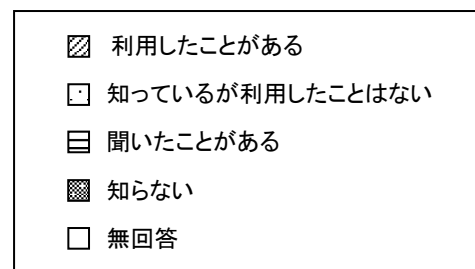 利用したことがある
知っているが利用したことはない
聞いたことがある
知らない
無回答